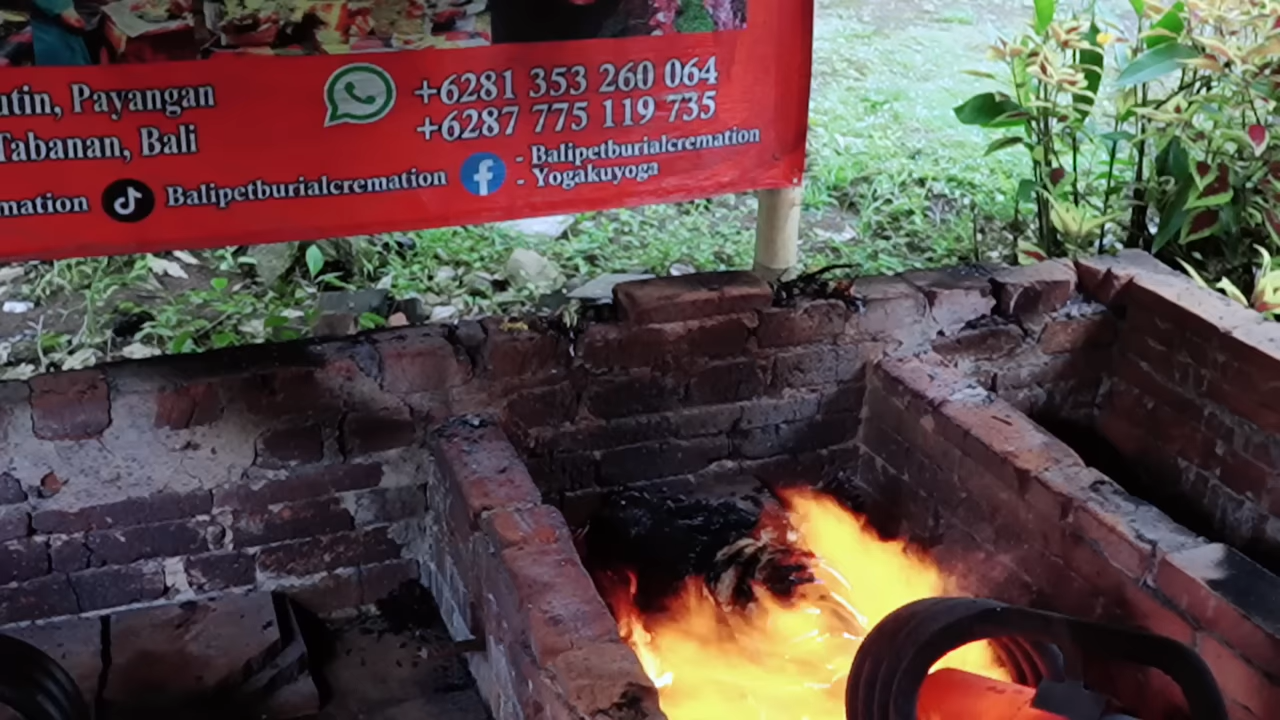 utin, Payangan
Tabanan, Bali
+6281 353 260 064
+6287 775 119 735
mation
Balipetburialcremation
- Balipetburialcremation
- Yogakuyoga